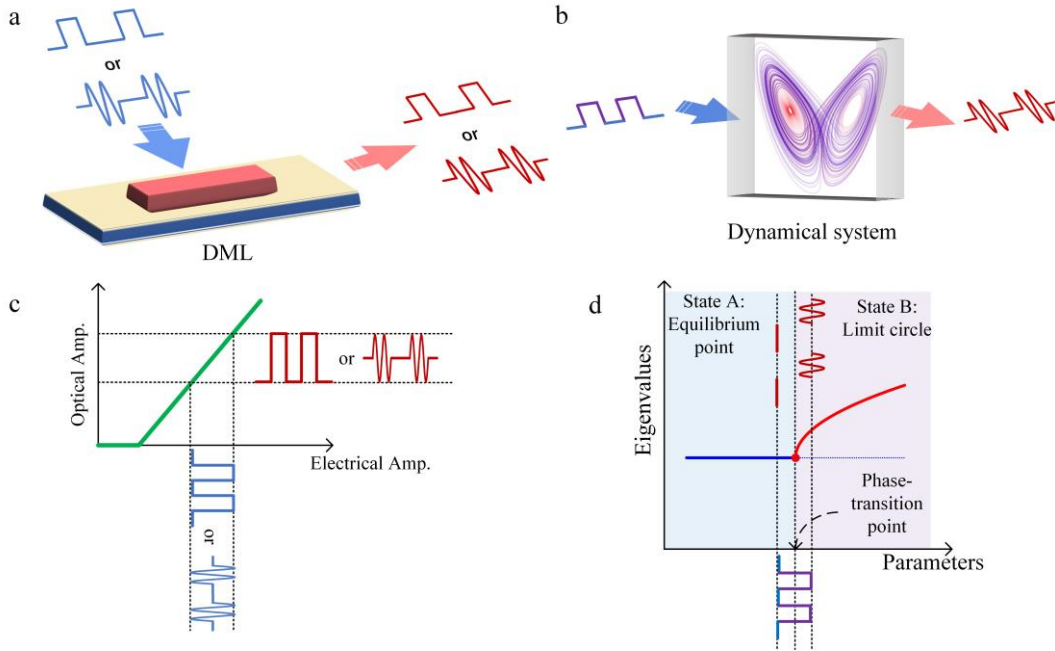 a
or
or
DML
b
Dynamical system
c
Optical Amp.
or
Electrical Amp.
or
d
Eigenvalues
State A:
Equilibrium
point
State B:
Limit circle
Phase-
transition
point
Parameters